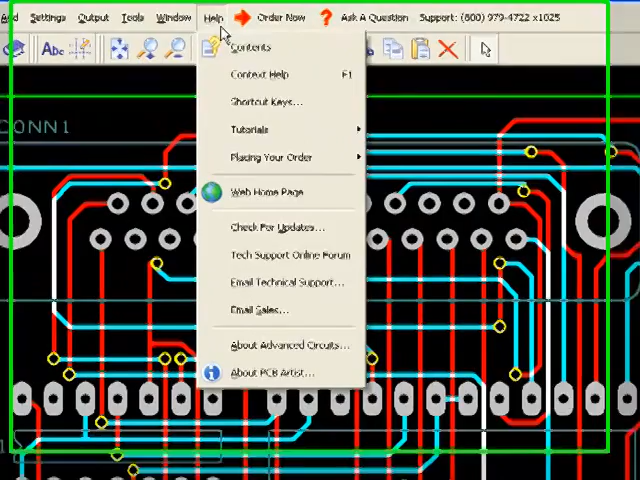 Add Settings Output Tools Window Help Order Now Ask A Question Support: (800) 979-4722 x1025
Abc
Contents
Context Help F1
Shortcut Keys...
Tutorials
Placing Your Order
Web Home Page
Check For Updates...
Tech Support Online Forum
Email Technical Support...
Email Sales...
About Advanced Circuits...
About PCB Artist...
CONN1